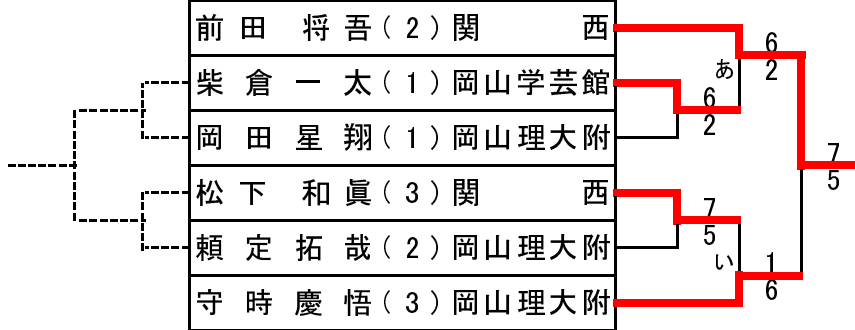 前田 将吾(2)関 西
柴倉一太(1)岡山学芸館
岡田星翔(1)岡山理大附
松下 和眞(3)関 西
頼定拓哉(2)岡山理大附
守時慶悟(3)岡山理大附
6
2
あ
6
2
7
5
7
5
い
1
6